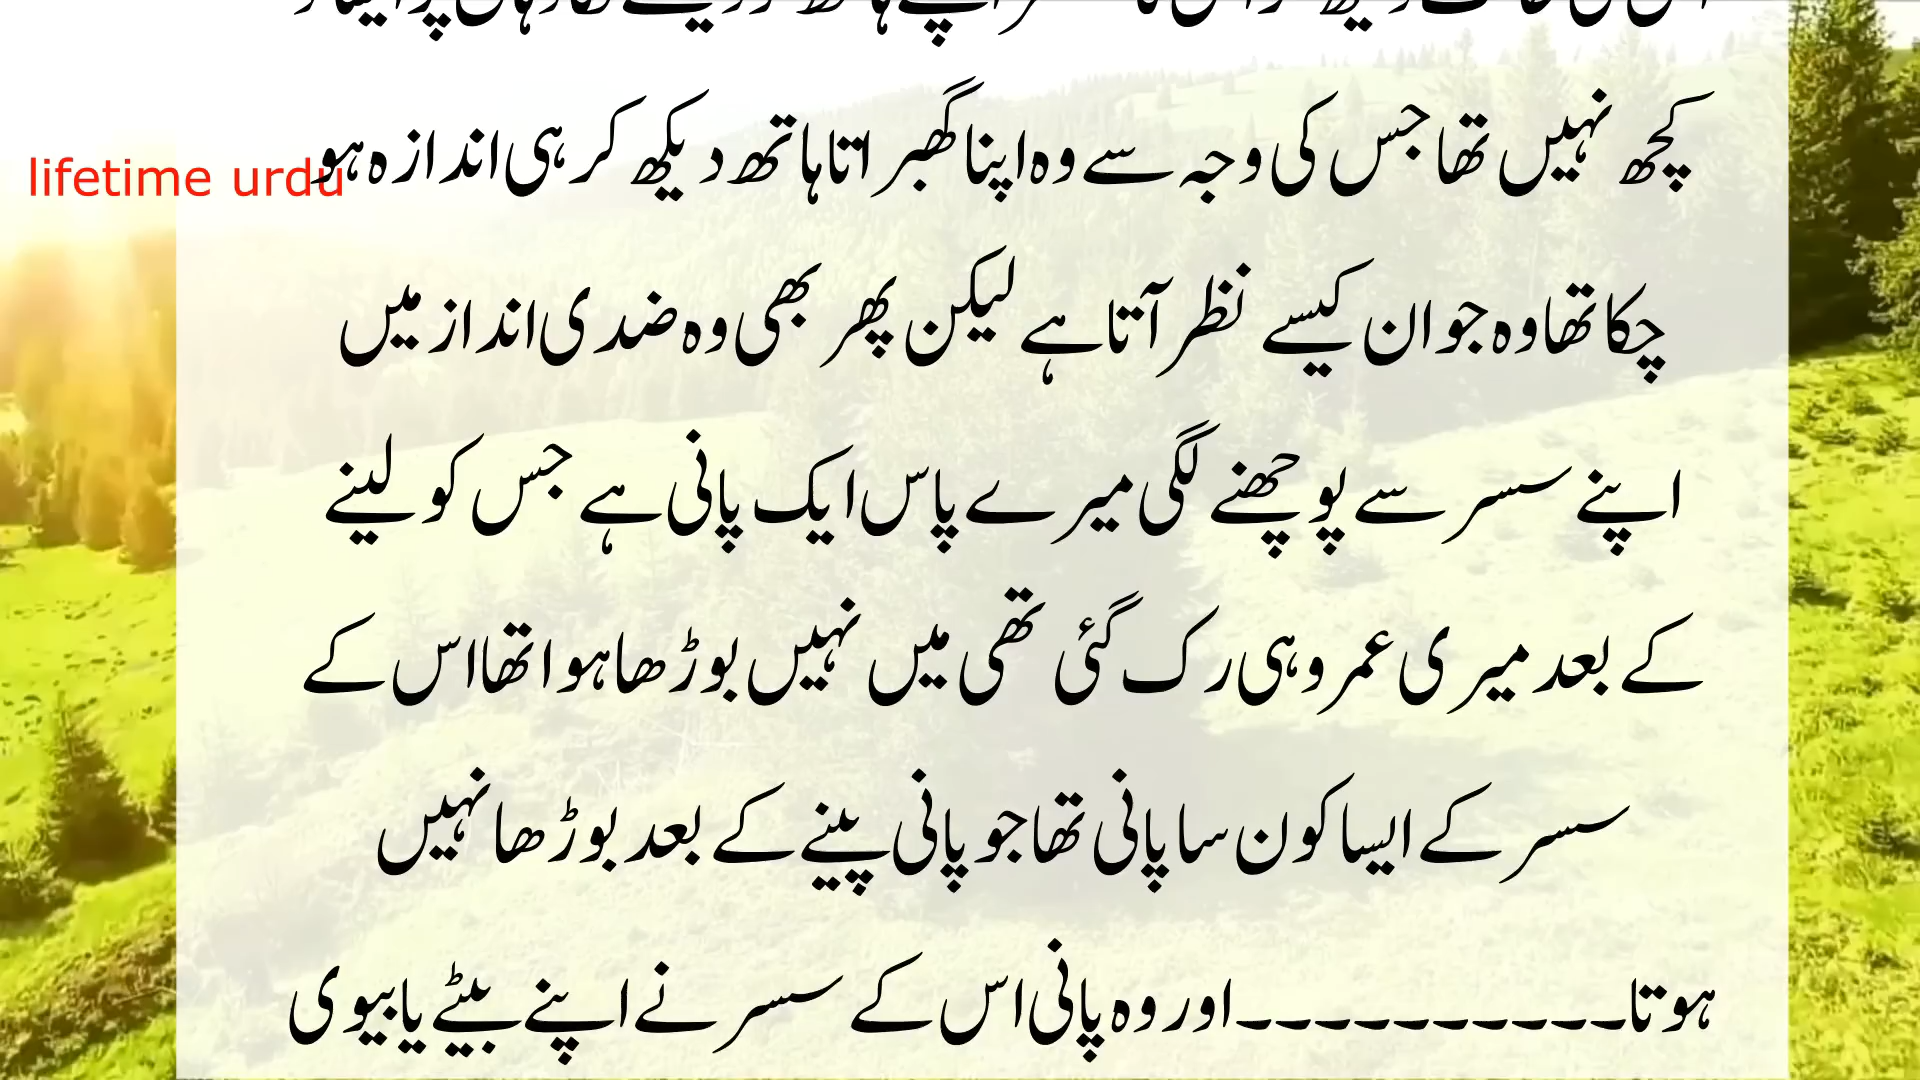 کچھ نہیں تھا جس کی وجہ سے وہ اپنا گھبر اتا ہاتھ دیکھ کر ہی اندازہ ہو
lifetime urdu
چکا تھا وہ جوان کیسے نظر آتا ہے لیکن پھر بھی وہ ضدی انداز میں
اپنے سسر سے پوچھنے لگی میرے پاس ایک پانی ہے جس کو لینے
کے بعد میری عمر وہی رک گئی تھی میں نہیں بوڑھا ہوا تھا اس کے
سسر کے ایسا کون سا پانی تھا جو پانی پینے کے بعد بوڑھا نہیں
ہوتا۔۔۔۔۔۔۔۔۔۔اور وہ پانی اس کے سسر نے اپنے بیٹے یا بیوی